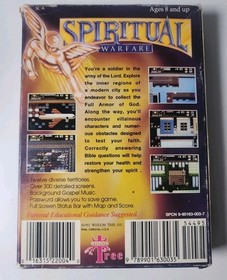 Ages 8 and up
SPIRITUAL
WARFARE
You're a soldier in the
army of the Lord. Explore
the inner regions of
a modern city as you
endeavor to collect the
Full Armor of God.
Along the way, you'll
encounter villainous
characters and numer-
ous obstacles designed
to test your faith.
Correctly answering
Bible questions will help
restore your health and
strengthen your spirit.
Twelve diverse territories.
Over 300 detailed screens.
Background Gospel Music.
Password allows you to save game.
Full Screen Status Bar with Map and Score.
Parental Educational Guidance Suggested.
Tree